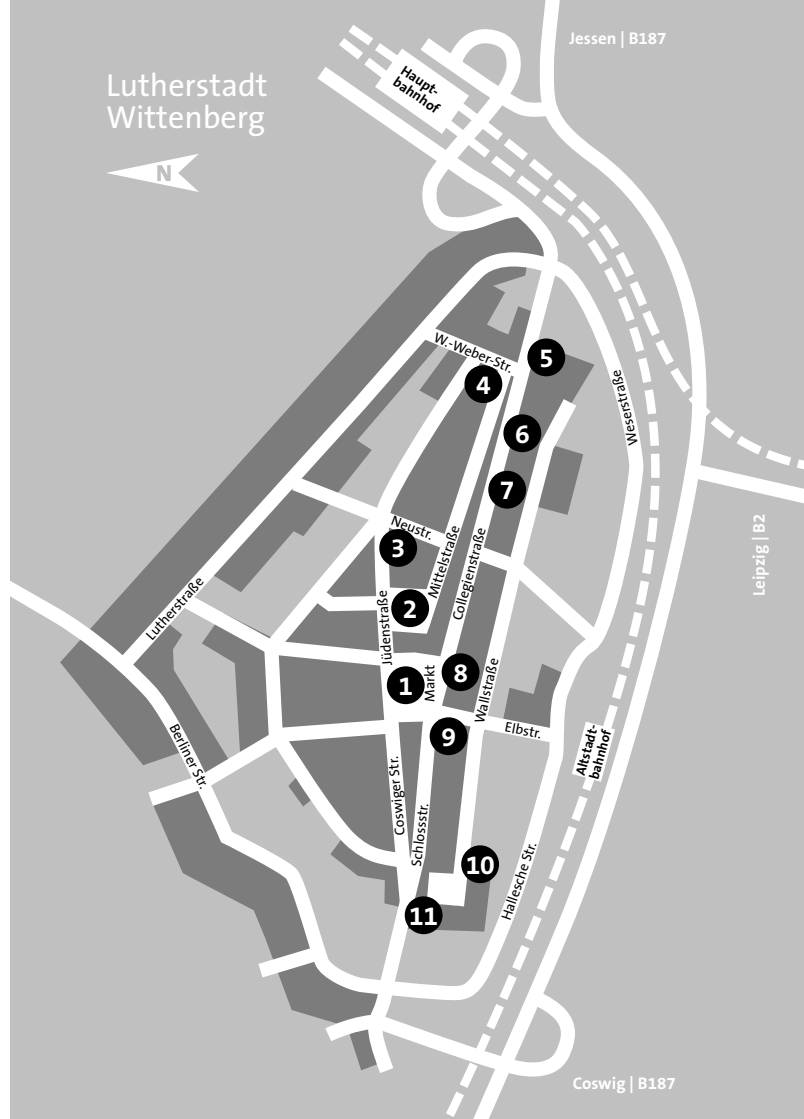 Jessen | B187
Haupt-
bahnhof
Lutherstadt
Wittenberg
N
W.-Weber-Str.
5
4
Weserstraße
6
7
Neustr.
3
Mittelstraße
Collegienstraße
Leipzig | B2
Lutherstraße
2
Jüdenstraße
1
Markt
8
Wallstraße
9
Elbstr.
Berliner Str.
Altstadt-
bahnhof
Coswiger Str.
Schlossstr.
10
Hallesche Str.
11
Coswig | B187